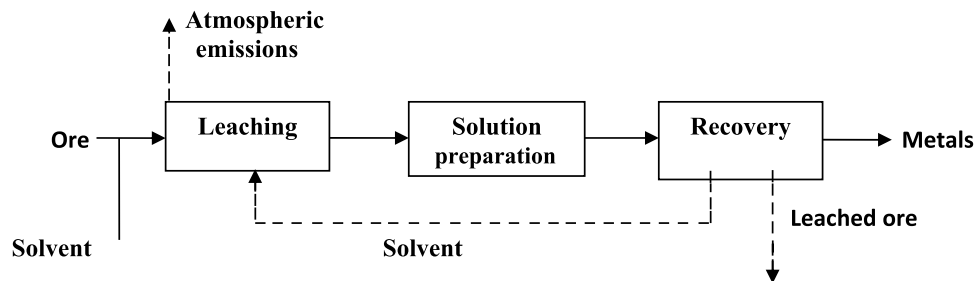 Atmospheric
emissions
Ore
Leaching
Solution
preparation
Recovery
Metals
Leached ore
Solvent
Solvent